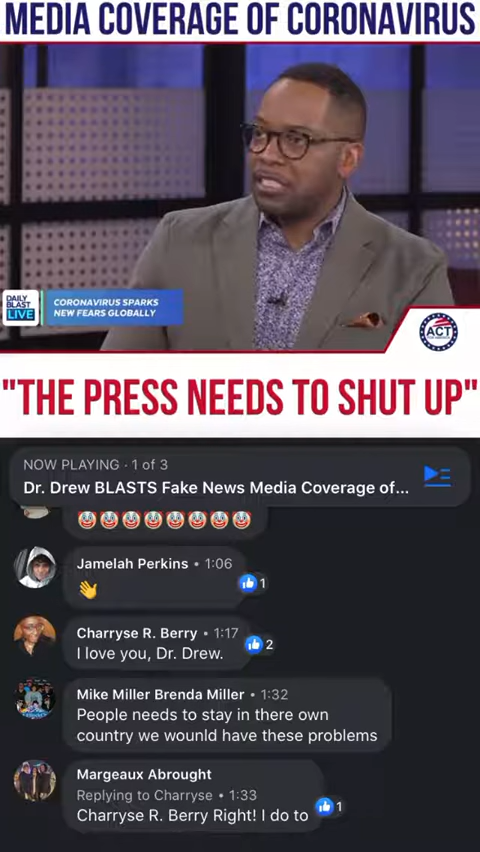 MEDIA COVERAGE OF CORONAVIRUS
DAILY
BLAST
LIVE
CORONAVIRUS SPARKS
NEW FEARS GLOBALLY
ACT
"THE PRESS NEEDS TO SHUT UP"
NOW PLAYING · 1 of 3
Dr. Drew BLASTS Fake News Media Coverage of...
Jamelah Perkins • 1:06
👋
1
Charryse R. Berry • 1:17
I love you, Dr. Drew.
2
Mike Miller Brenda Miller • 1:32
People needs to stay in there own
country we wounld have these problems
Margeaux Abrought
Replying to Charryse • 1:33
Charryse R. Berry Right! I do to
1